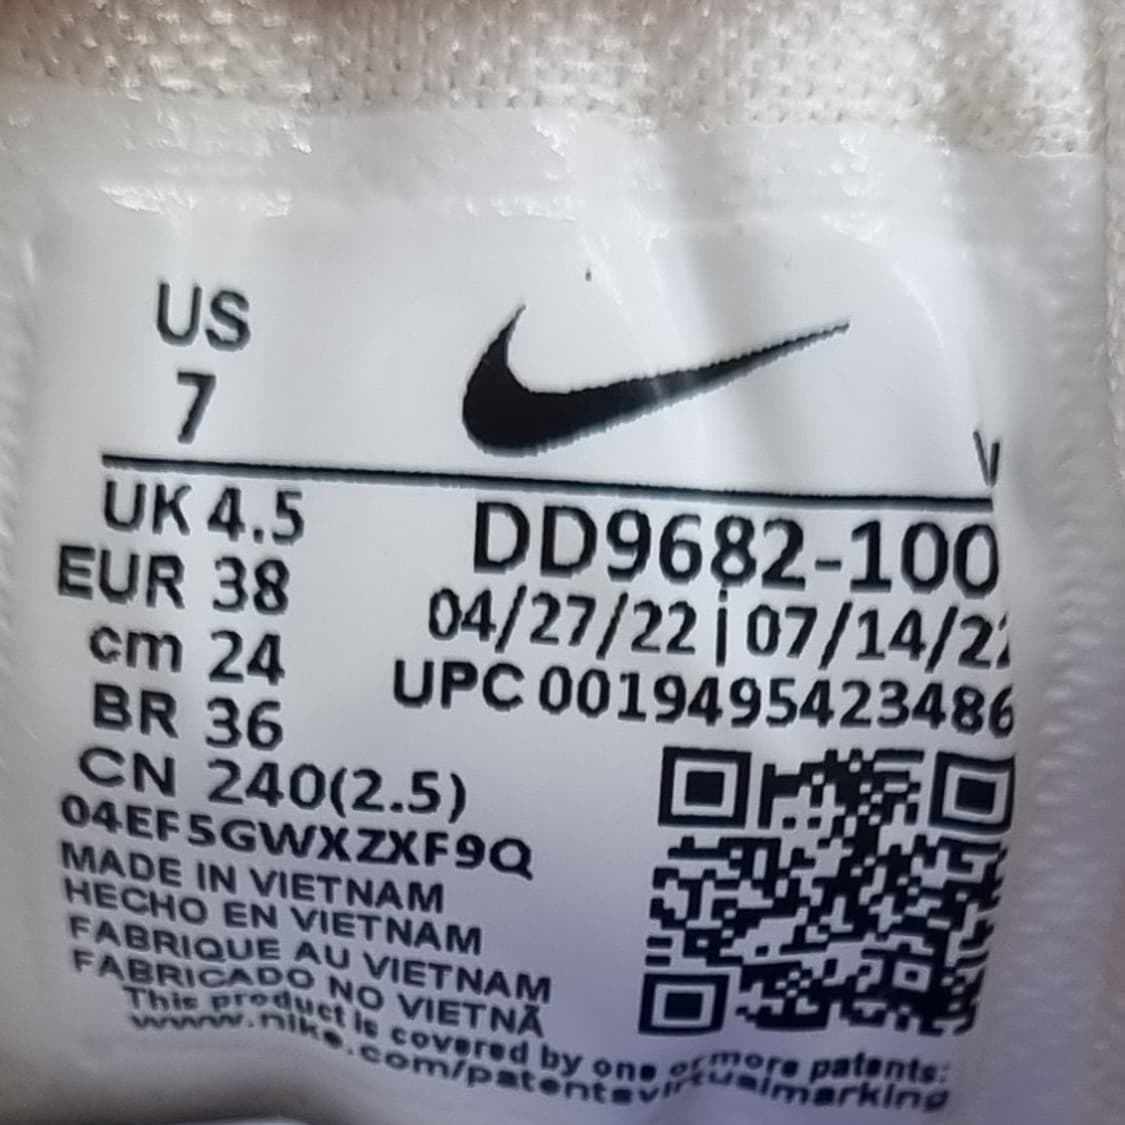 US
7
V
UK 4.5
EUR 38
cm 24
BR 36
CN 240(2.5)
DD9682-100
04/27/22 | 07/14/22
UPC 00194954234864
04EF5GWXZXF9Q
MADE IN VIETNAM
HECHO EN VIETNAM
FABRIQUE AU VIETNAM
FABRICADO NO VIETNÃ
This product is covered by one or more patents:
www.nike.com/patentsvirtualmarking